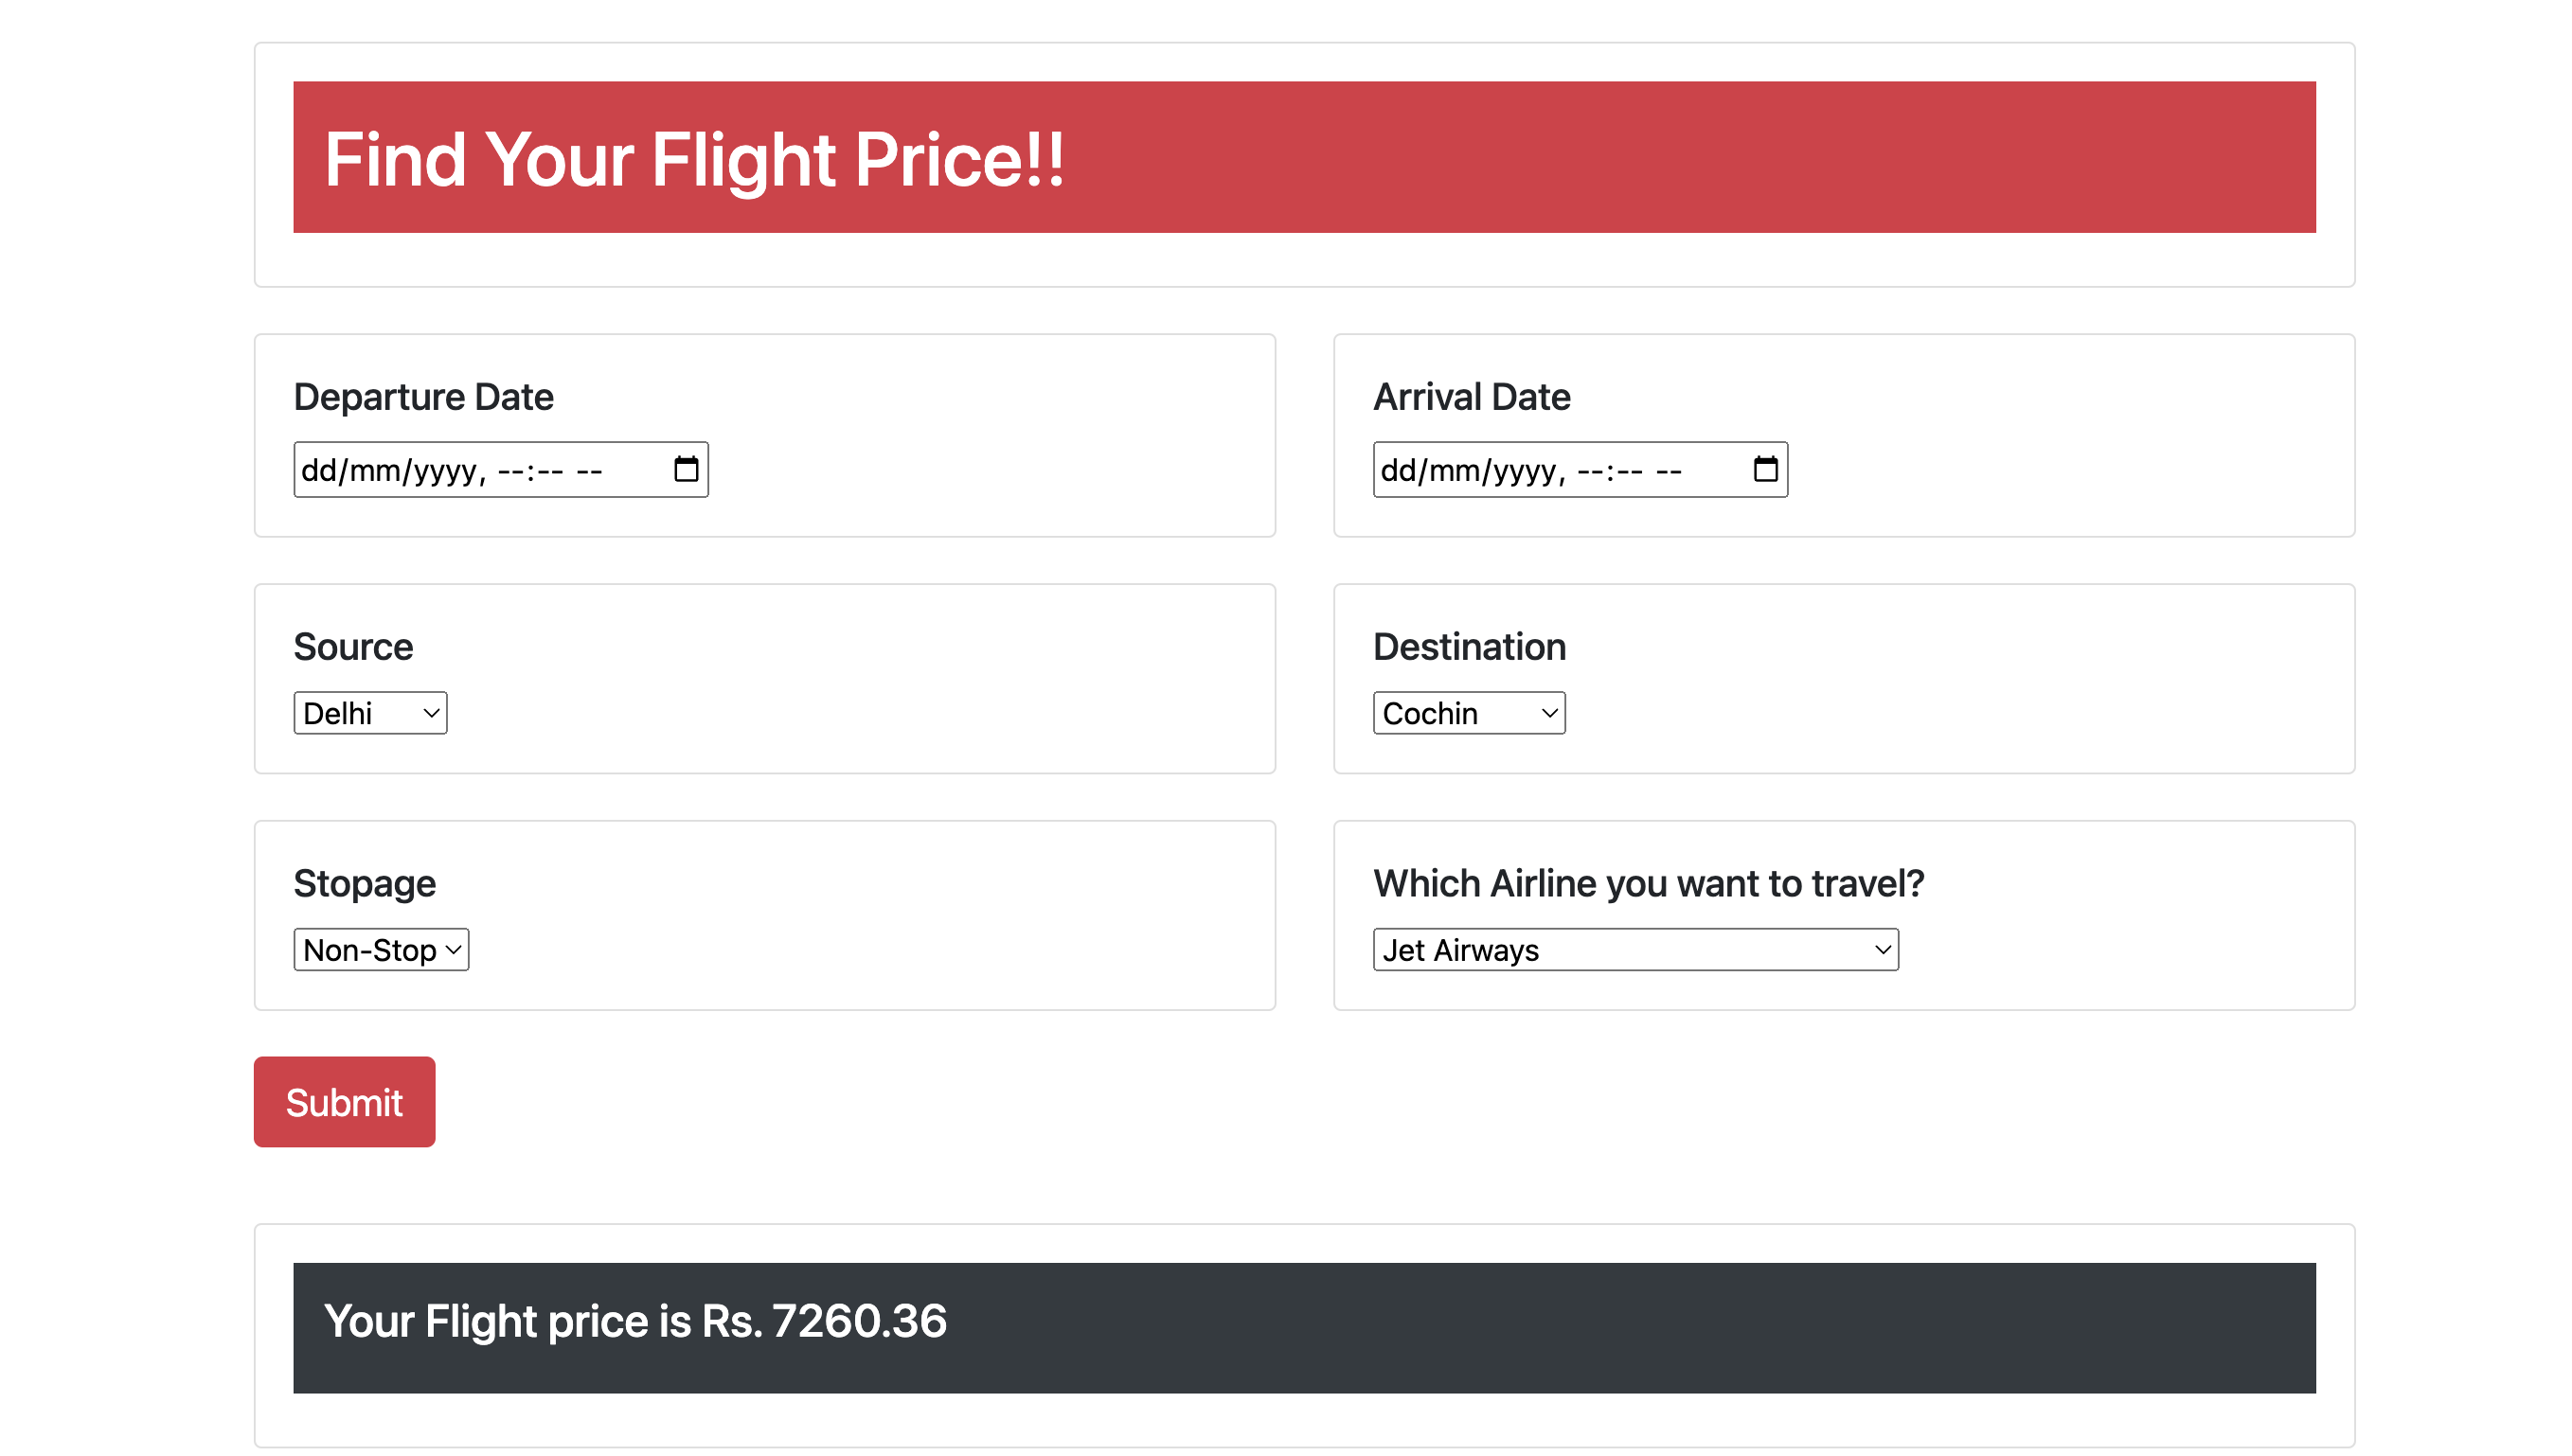 Find Your Flight Price!!
Departure Date
dd/mm/yyyy, --:-- --
Arrival Date
dd/mm/yyyy, --:-- --
Source
Delhi
Destination
Cochin
Stopage
Non-Stop
Which Airline you want to travel?
Jet Airways
Submit
Your Flight price is Rs. 7260.36